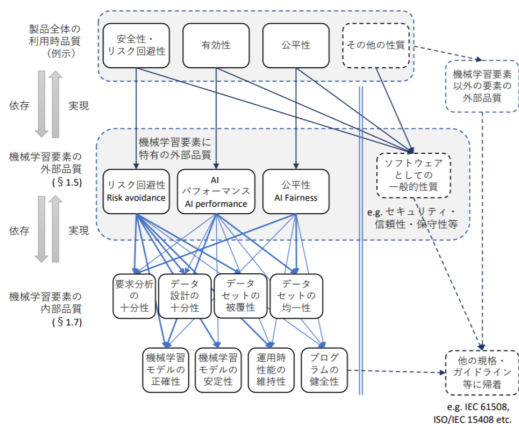 製品全体の
利用時品質
（例示）
安全性・
リスク回避性
有効性
公平性
その他の性質
機械学習要素
以外の要素の
外部品質
依存
実現
機械学習要素に
特有の外部品質
機械学習要素の
外部品質
(§1.5)
リスク回避性
Risk avoidance
AI
パフォーマンス
AI performance
公平性
AI Fairness
ソフトウェア
としての
一般的性質
e.g. セキュリティ・
信頼性・保守性等
依存
実現
機械学習要素の
内部品質
(§1.7)
要求分析
の
十分性
データ
設計の
十分性
データ
セットの
被覆性
データ
セットの
均一性
機械学習
モデルの
正確性
機械学習
モデルの
安定性
運用時
性能の
維持性
プログ
ラムの
健全性
他の規格・
ガイドライン
等に帰着
e.g. IEC 61508,
ISO/IEC 15408 etc.